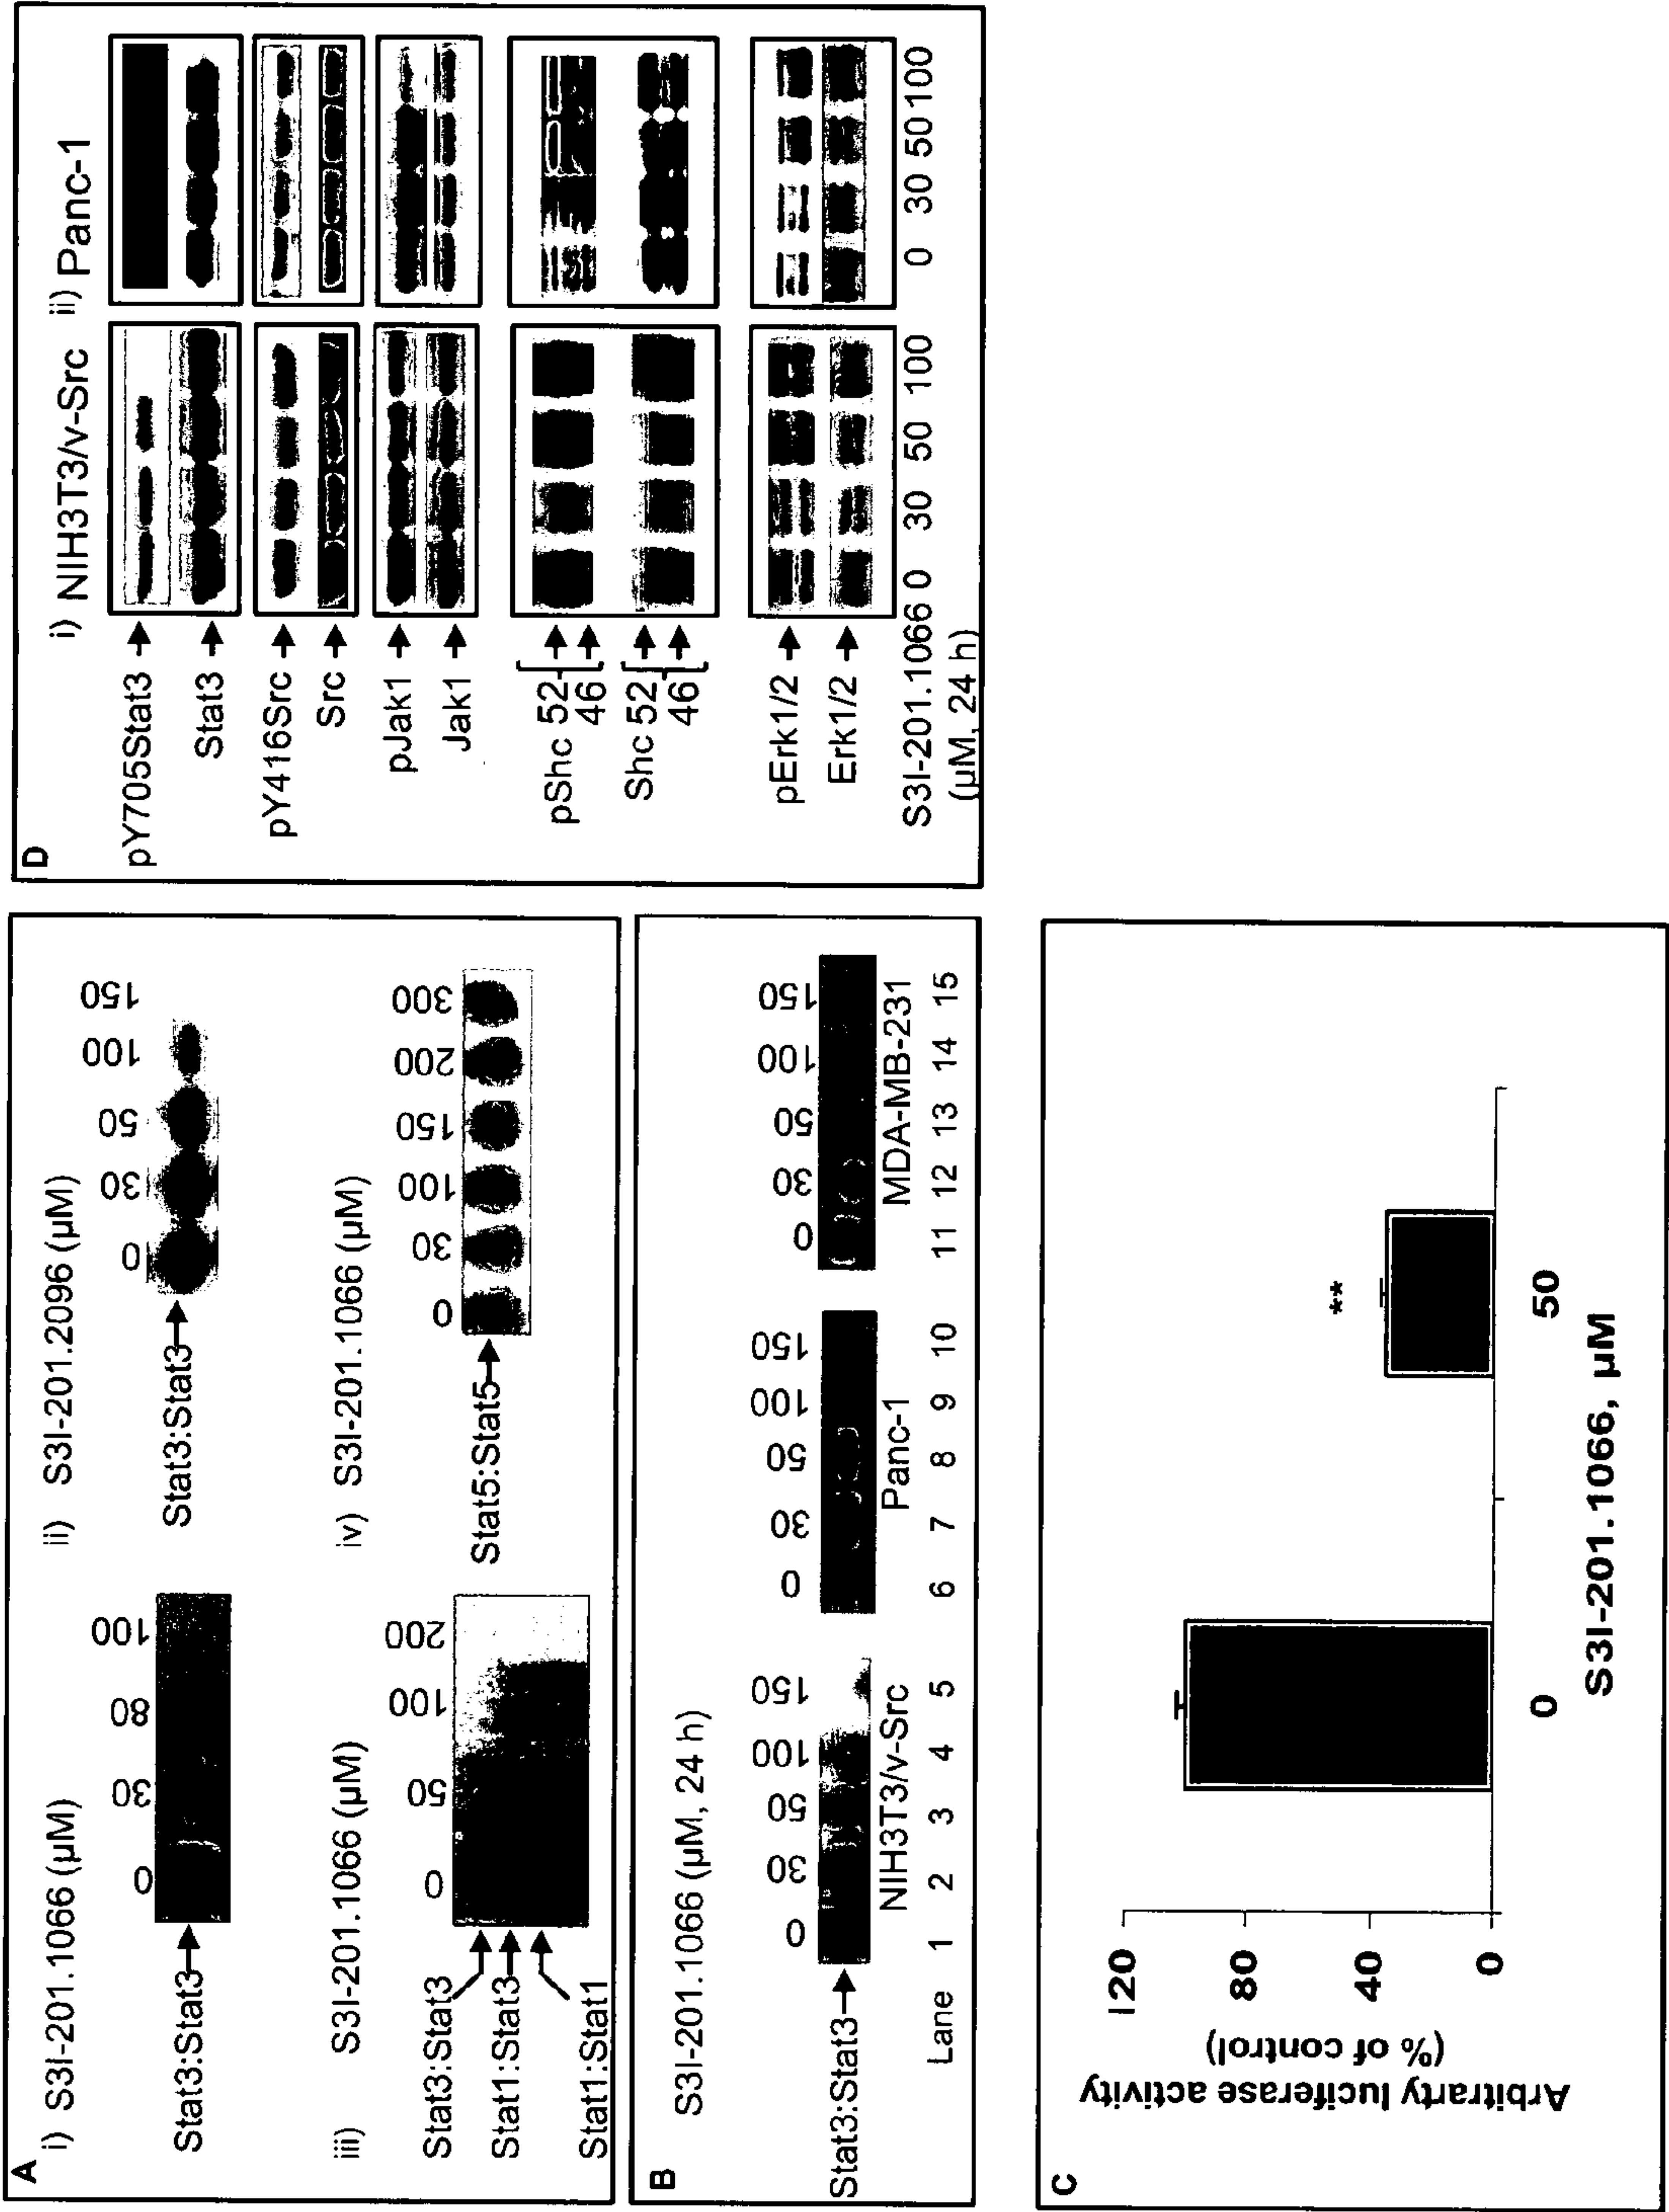 A
i) S3I-201.1066 (µM)
0 30 80 100
Stat3:Stat3
ii) S3I-201.2096 (µM)
0 30 50 100 150
Stat3:Stat3
iii) S3I-201.1066 (µM)
0 50 100 200
Stat3:Stat3
Stat1:Stat3
Stat1:Stat1
iv) S3I-201.1066 (µM)
0 30 100 150 200 300
Stat5:Stat5
B
S3I-201.1066 (µM, 24 h)
0 30 50 100 150 0 30 50 100 150 0 30 50 100 150
Stat3:Stat3
NIH3T3/v-Src Panc-1 MDA-MB-231
Lane 1 2 3 4 5 6 7 8 9 10 11 12 13 14 15
C
Arbitrarty luciferase activity
(% of control)
120
80
40
0
**
0 50
S3I-201.1066, µM
D
i) NIH3T3/v-Src ii) Panc-1
pY705Stat3
Stat3
pY416Src
Src
pJak1
Jak1
pShc 52
46
Shc 52
46
pErk1/2
Erk1/2
S3I-201.1066 0 30 50 100 0 30 50 100
(µM, 24 h)